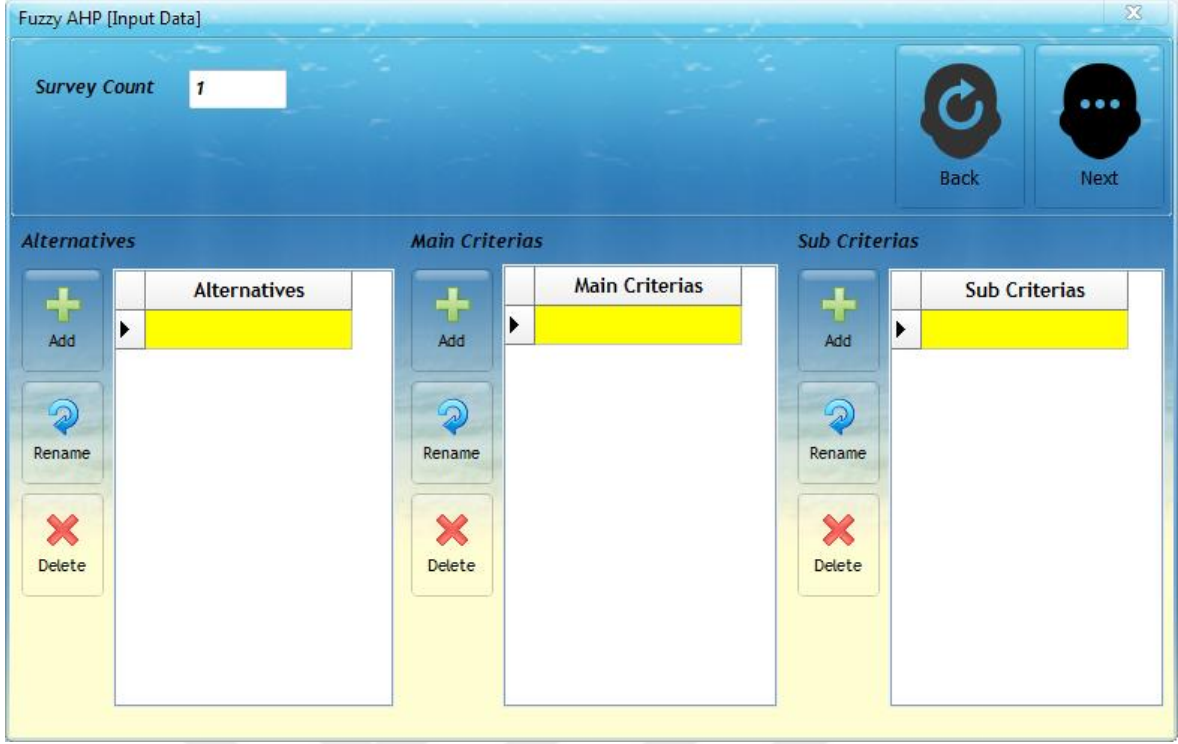 Fuzzy AHP [Input Data]
Survey Count 1
Back Next
Alternatives Main Criterias Sub Criterias
Add Alternatives Add Main Criterias Add Sub Criterias
Rename Rename Rename
Delete Delete Delete